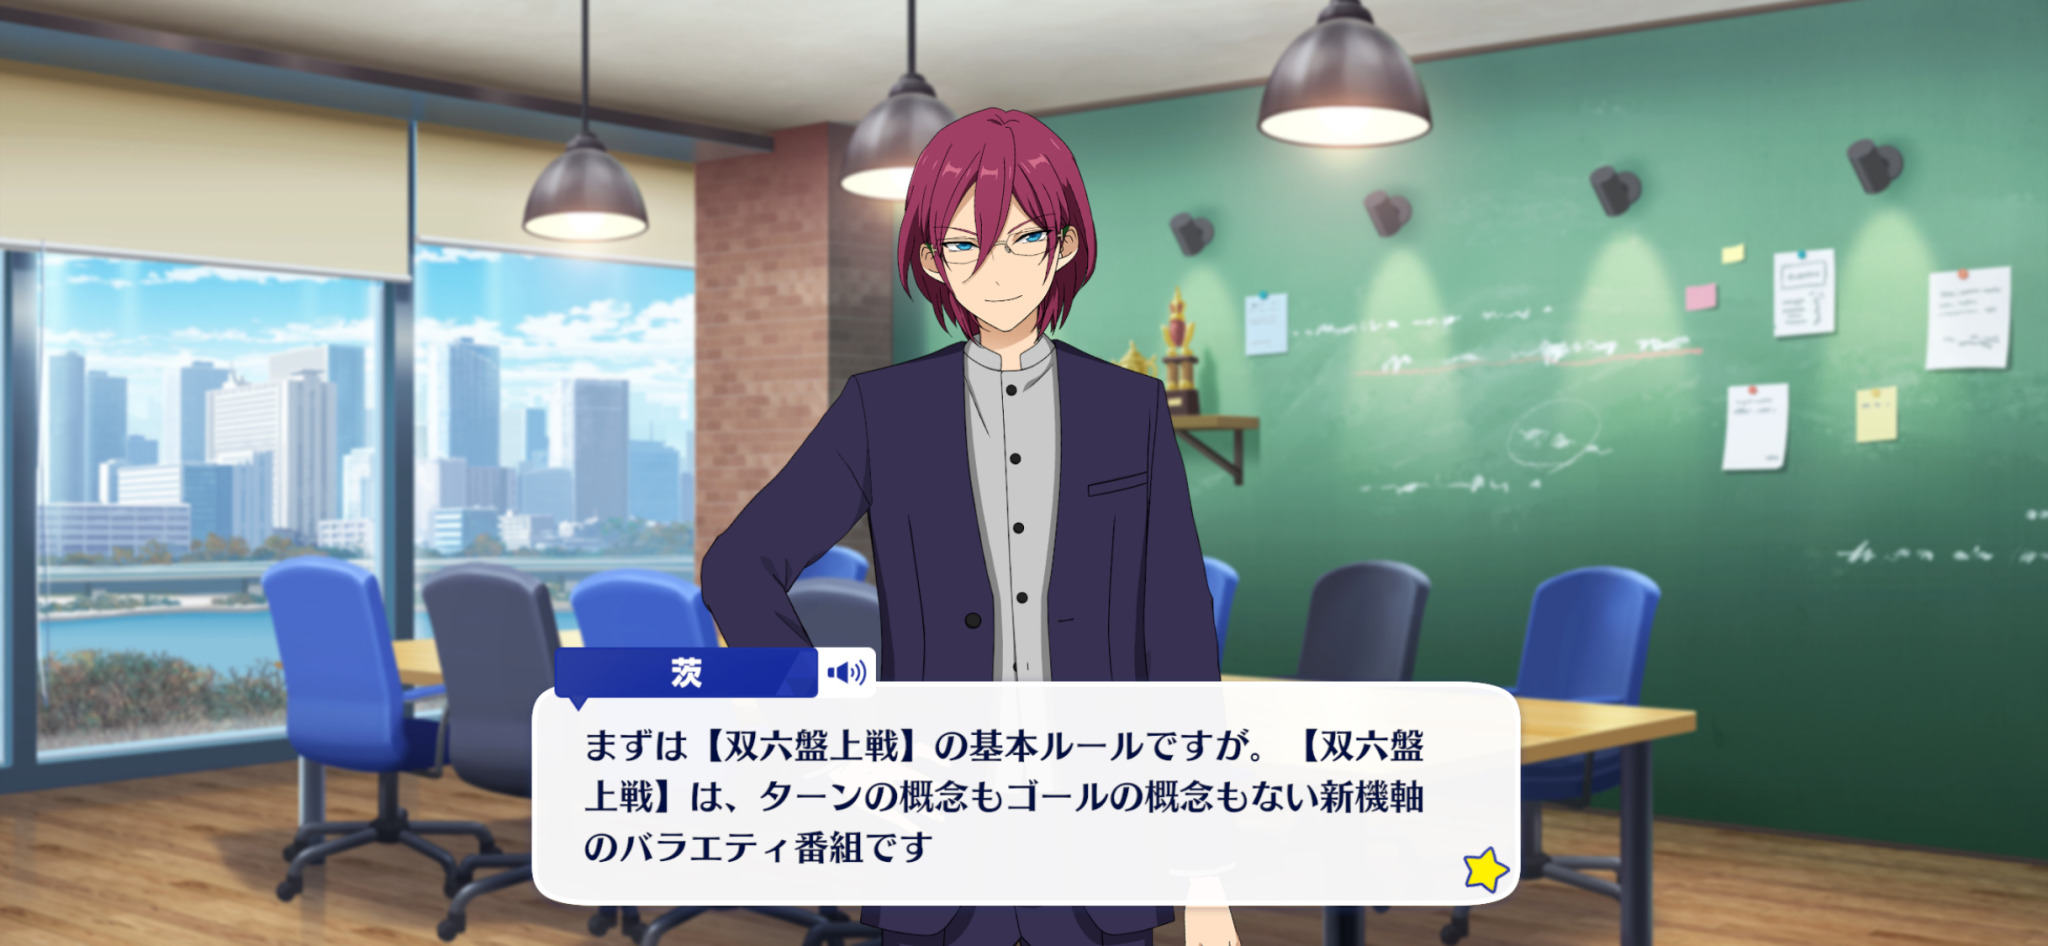 茨
まずは【双六盤上戦】の基本ルールですが。【双六盤
上戦】は、ターンの概念もゴールの概念もない新機軸
のバラエティ番組です